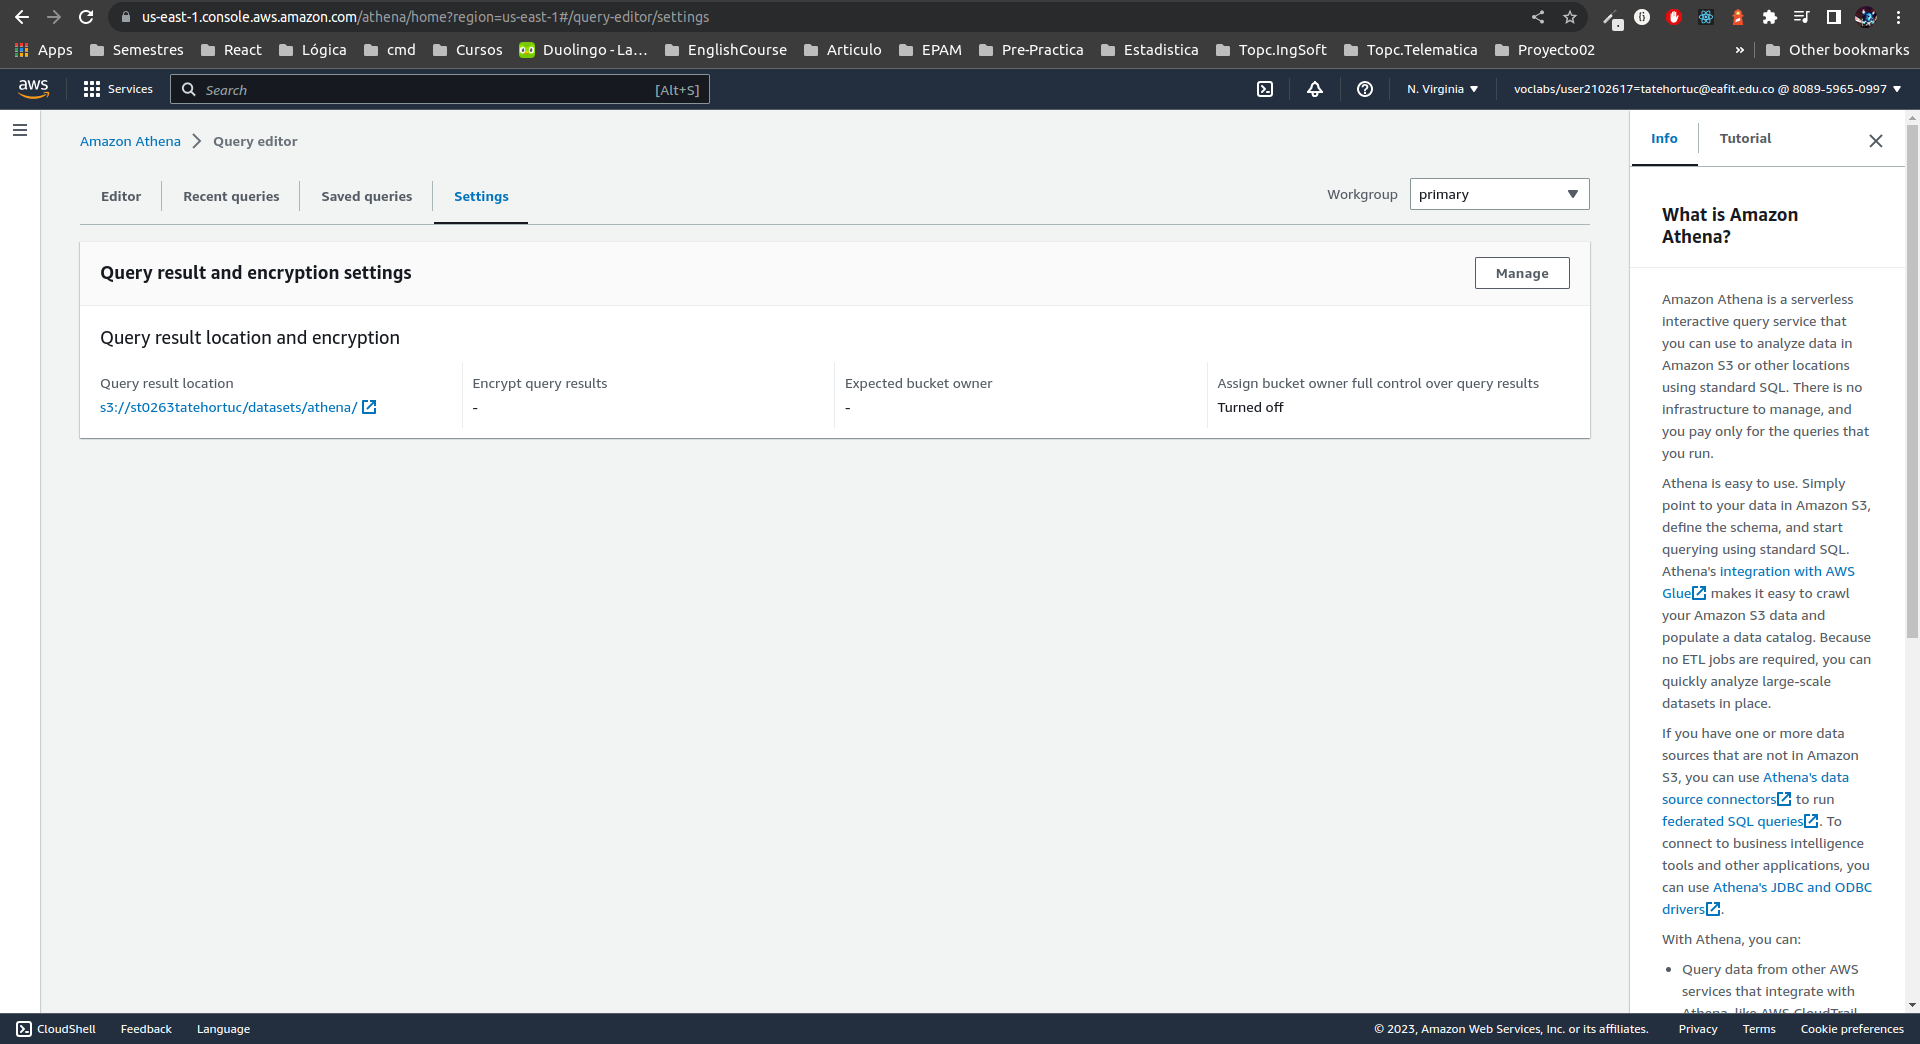 us-east-1.console.aws.amazon.com/athena/home?region=us-east-1#/query-editor/settings
Apps Semestres React Lógica cmd Cursos Duolingo - La... EnglishCourse Articulo EPAM Pre-Practica Estadistica Topc.IngSoft Topc.Telematica Proyecto02 » Other bookmarks
aws Services Search [Alt+S] N. Virginia voclabs/user2102617=tatehortuc@eafit.edu.co @ 8089-5965-0997
Amazon Athena Query editor
Editor Recent queries Saved queries Settings
Workgroup primary
Query result and encryption settings
Manage
Query result location and encryption
Query result location Encrypt query results Expected bucket owner Assign bucket owner full control over query results
s3://st0263tatehortuc/datasets/athena/ - - Turned off
Info Tutorial
What is Amazon
Athena?
Amazon Athena is a serverless
interactive query service that
you can use to analyze data in
Amazon S3 or other locations
using standard SQL. There is no
infrastructure to manage, and
you pay only for the queries that
you run.
Athena is easy to use. Simply
point to your data in Amazon S3,
define the schema, and start
querying using standard SQL.
Athena's integration with AWS
Glue makes it easy to crawl
your Amazon S3 data and
populate a data catalog. Because
no ETL jobs are required, you can
quickly analyze large-scale
datasets in place.
If you have one or more data
sources that are not in Amazon
S3, you can use Athena's data
source connectors to run
federated SQL queries. To
connect to business intelligence
tools and other applications, you
can use Athena's JDBC and ODBC
drivers.
With Athena, you can:
• Query data from other AWS
services that integrate with
Athena, like AWS CloudTrail
CloudShell Feedback Language © 2023, Amazon Web Services, Inc. or its affiliates. Privacy Terms Cookie preferences